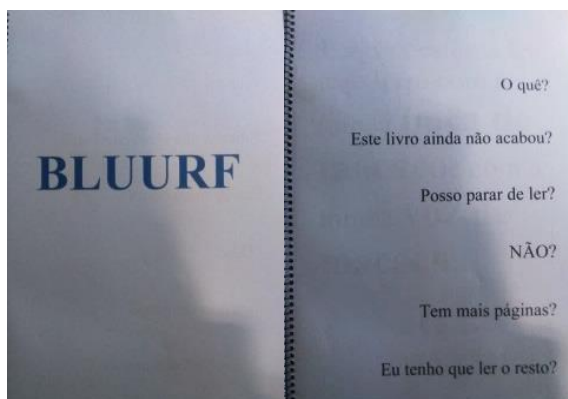 BLUURF
O quê?
Este livro ainda não acabou?
Posso parar de ler?
NÃO?
Tem mais páginas?
Eu tenho que ler o resto?